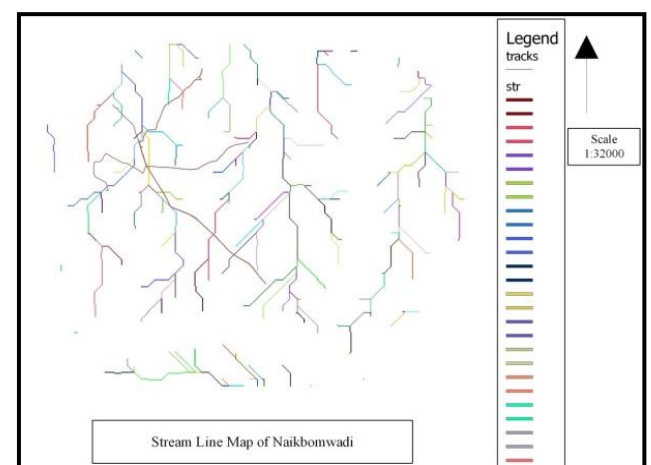 Legend
tracks
str
Scale
1:32000
Stream Line Map of Naikbomwadi